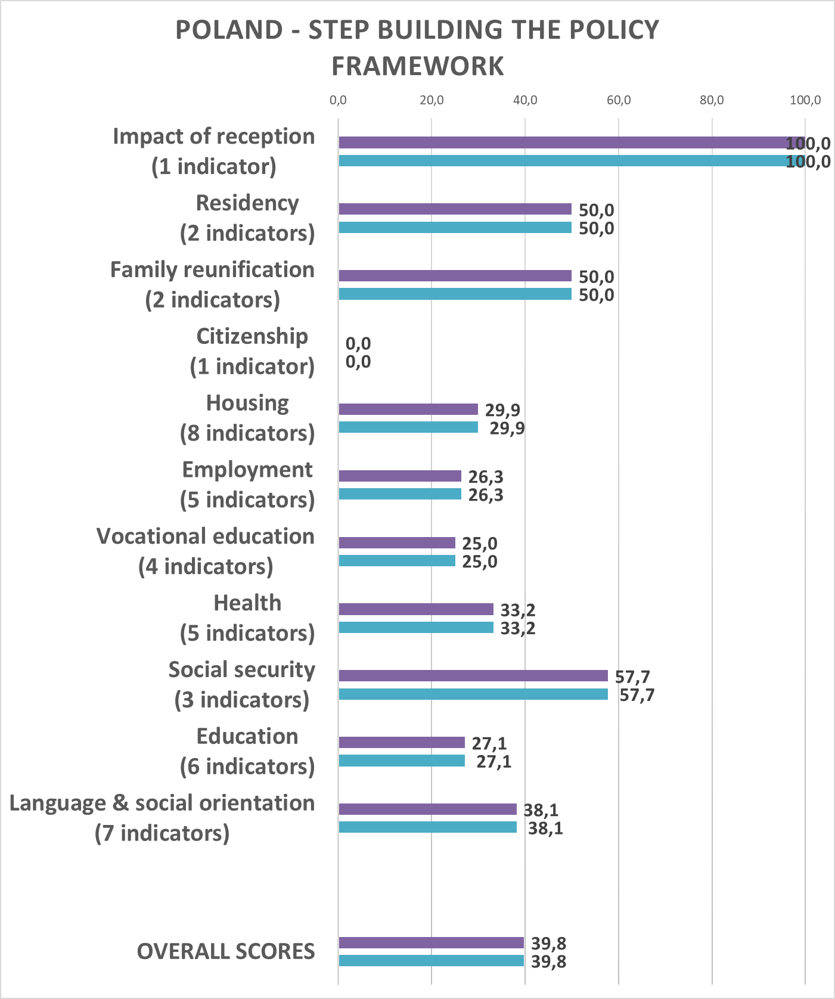 POLAND - STEP BUILDING THE POLICY
FRAMEWORK
0,0 20,0 40,0 60,0 80,0 100,0
Impact of reception
(1 indicator)
100,0
100,0
Residency
(2 indicators)
50,0
50,0
Family reunification
(2 indicators)
50,0
50,0
Citizenship
(1 indicator)
0,0
0,0
Housing
(8 indicators)
29,9
29,9
Employment
(5 indicators)
26,3
26,3
Vocational education
(4 indicators)
25,0
25,0
Health
(5 indicators)
33,2
33,2
Social security
(3 indicators)
57,7
57,7
Education
(6 indicators)
27,1
27,1
Language & social orientation
(7 indicators)
38,1
38,1
OVERALL SCORES
39,8
39,8